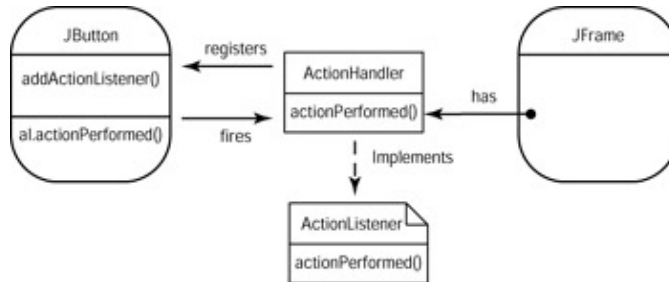 JButton
addActionListener()
al.actionPerformed()
registers
fires
ActionHandler
actionPerformed()
has
JFrame
Implements
ActionListener
actionPerformed()